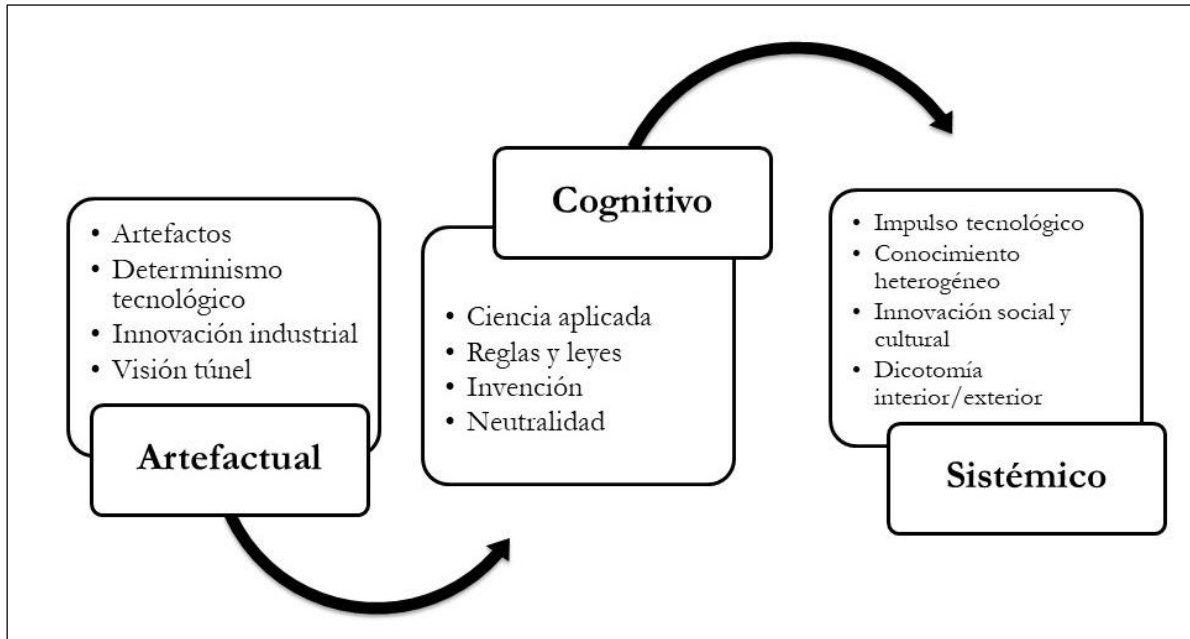 • Artefactos
• Determinismo
tecnológico
• Innovación industrial
• Visión túnel
Artefactual
Cognitivo
• Ciencia aplicada
• Reglas y leyes
• Invención
• Neutralidad
• Impulso tecnológico
• Conocimiento
heterogéneo
• Innovación social y
cultural
• Dicotomía
interior/exterior
Sistémico